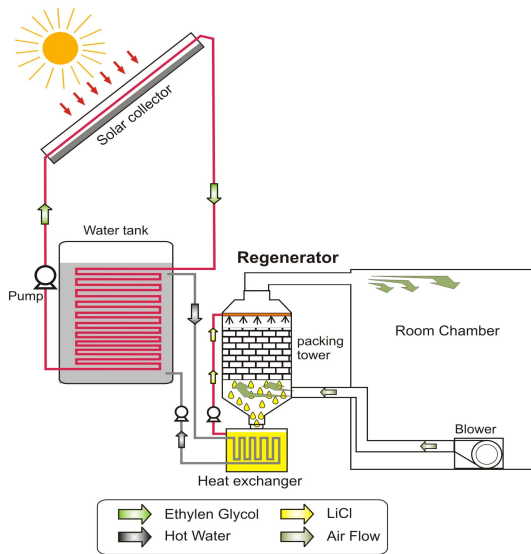 Solar collector
Water tank
Regenerator
Pump
packing
tower
Room Chamber
Blower
Heat exchanger
Ethylen Glycol
LiCl
Hot Water
Air Flow